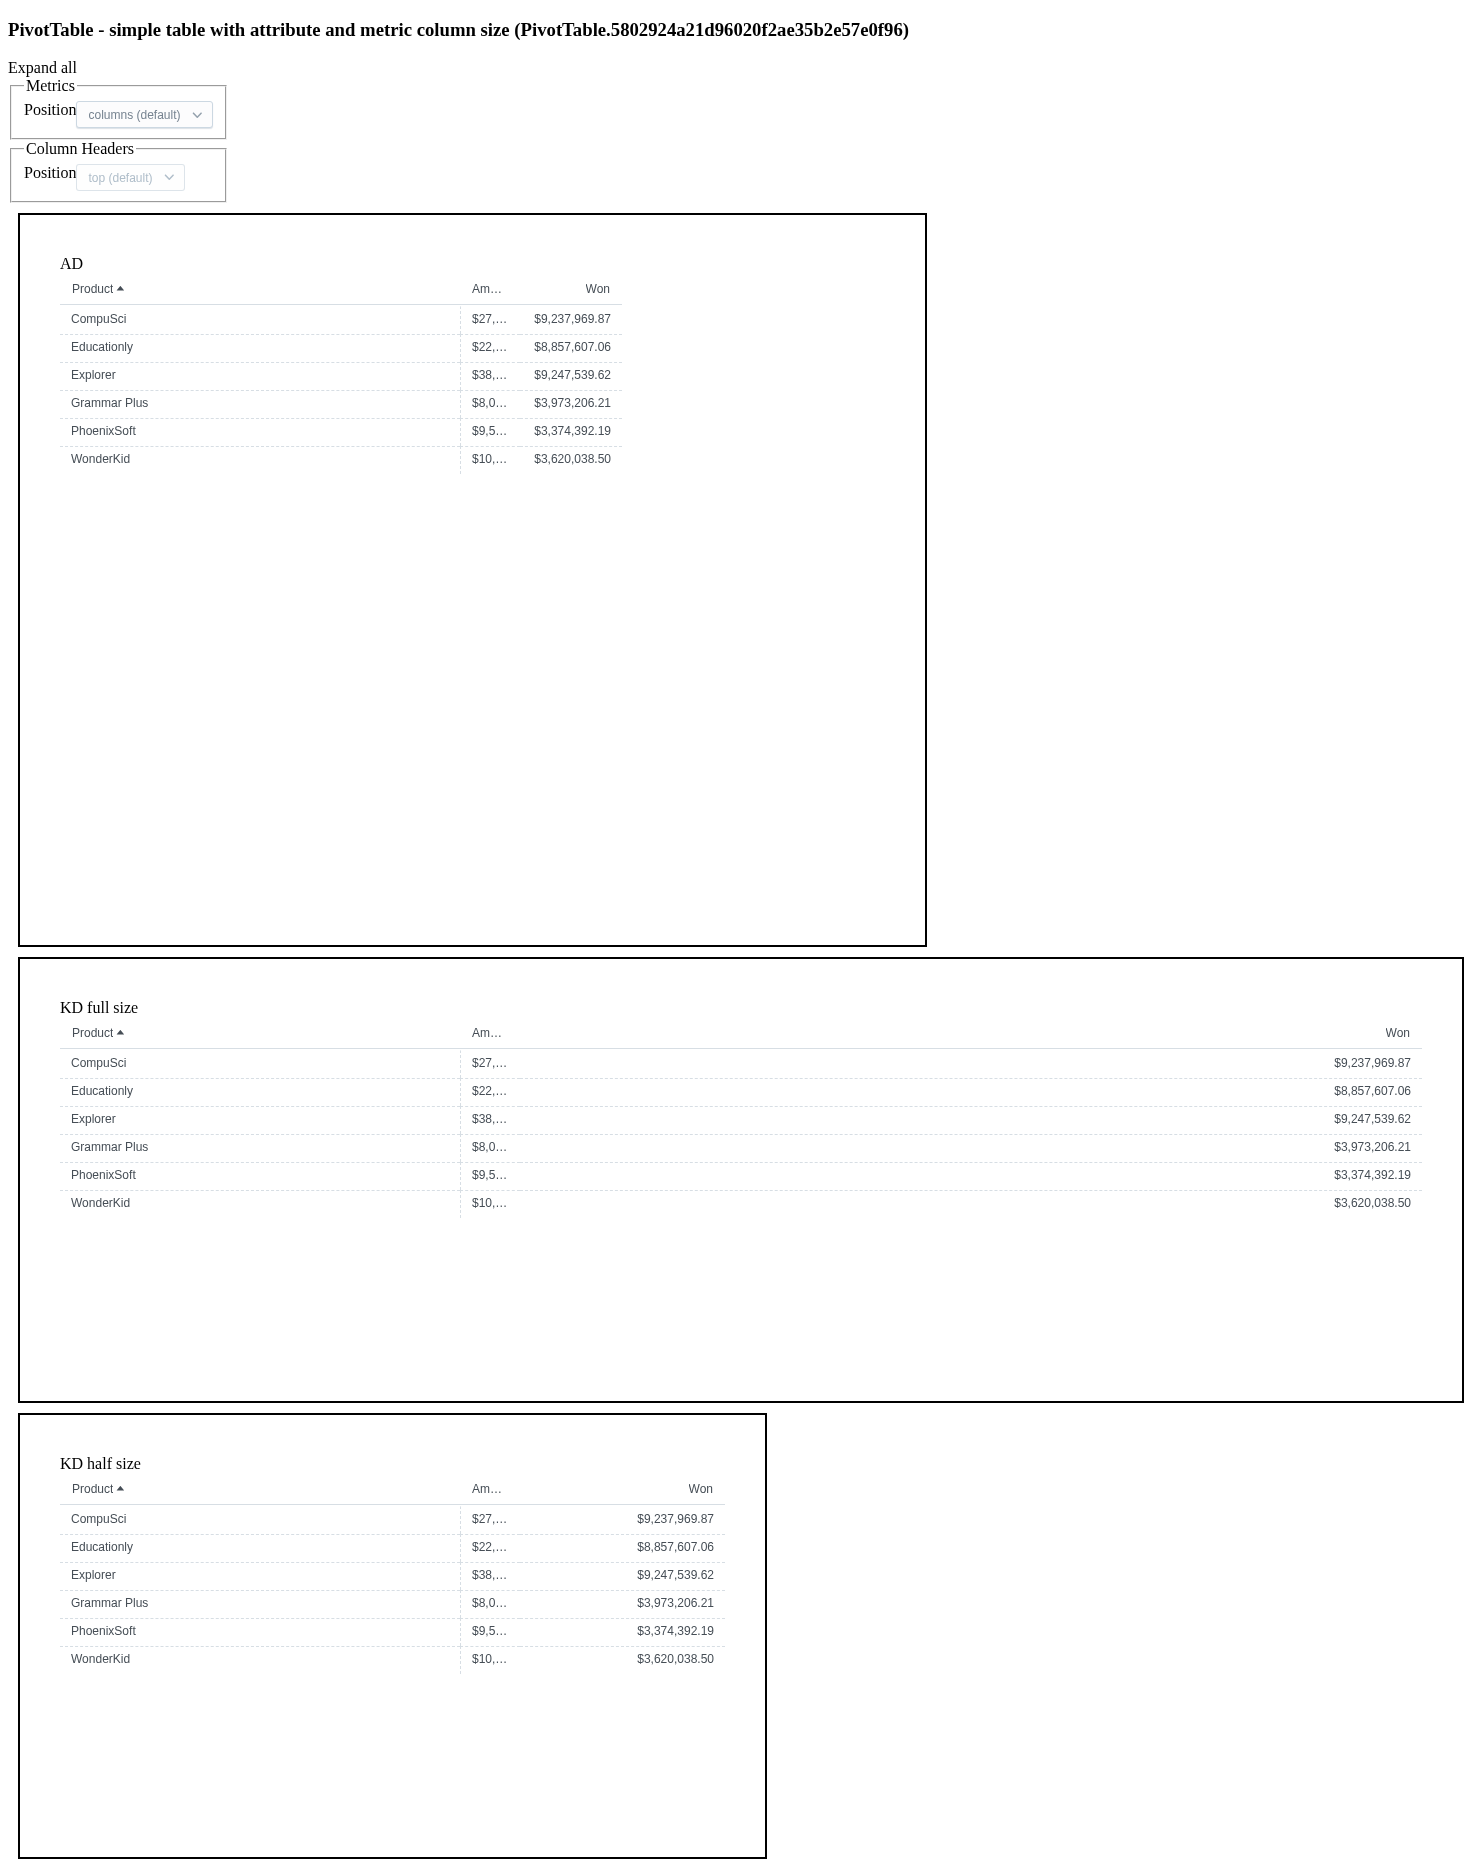 PivotTable - simple table with attribute and metric column size (PivotTable.5802924a21d96020f2ae35b2e57e0f96)
Expand all
Metrics
Position columns (default)
Column Headers
Position top (default)
AD
Product Am… Won
CompuSci $27,… $9,237,969.87
Educationly $22,… $8,857,607.06
Explorer $38,… $9,247,539.62
Grammar Plus $8,0… $3,973,206.21
PhoenixSoft $9,5… $3,374,392.19
WonderKid $10,… $3,620,038.50
KD full size
Product Am… Won
CompuSci $27,… $9,237,969.87
Educationly $22,… $8,857,607.06
Explorer $38,… $9,247,539.62
Grammar Plus $8,0… $3,973,206.21
PhoenixSoft $9,5… $3,374,392.19
WonderKid $10,… $3,620,038.50
KD half size
Product Am… Won
CompuSci $27,… $9,237,969.87
Educationly $22,… $8,857,607.06
Explorer $38,… $9,247,539.62
Grammar Plus $8,0… $3,973,206.21
PhoenixSoft $9,5… $3,374,392.19
WonderKid $10,… $3,620,038.50